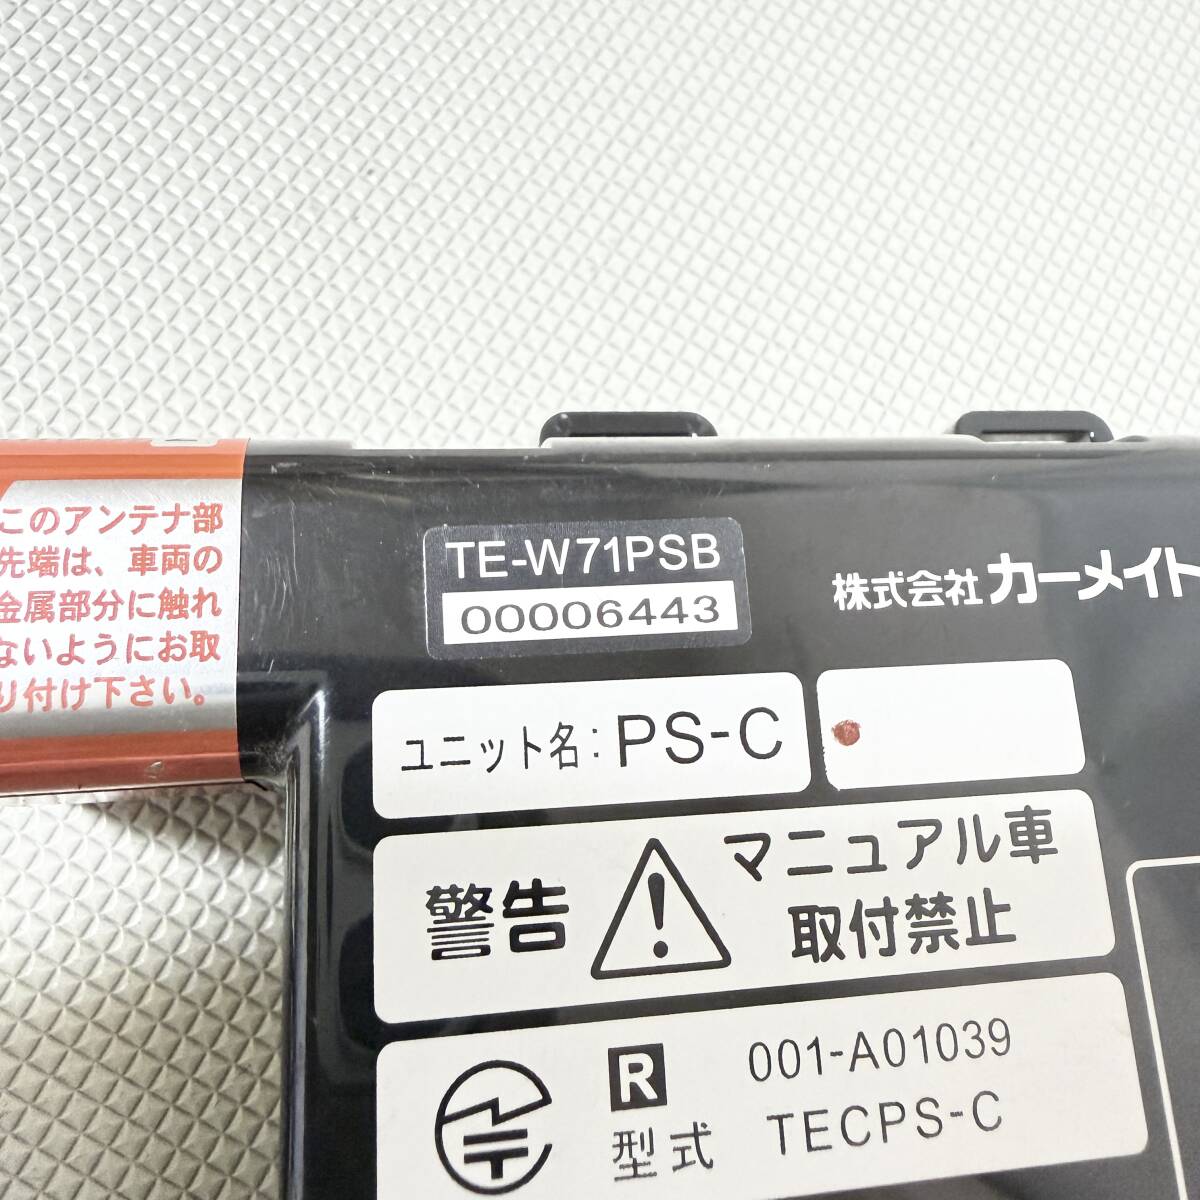 このアンテナ部
先端は、車両の
金属部分に触れ
ないようにお取
り付け下さい。
TE-W71PSB
00006443
株式会社 カーメイト
ユニット名: PS-C
警告
マニュアル車
取付禁止
R 001-A01039
型式 TECPS-C